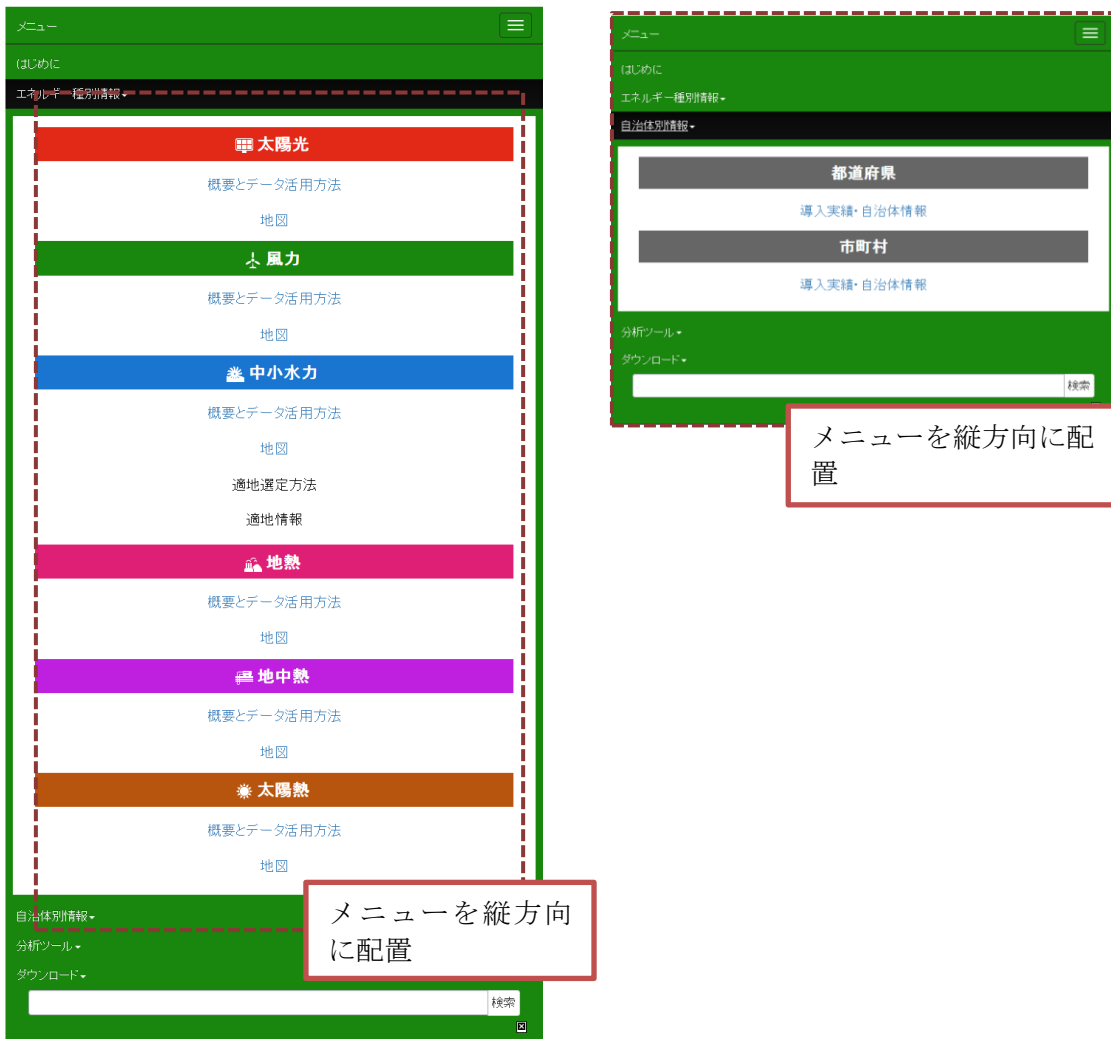 メニュー
はじめに
エネルギー種別情報
太陽光
概要とデータ活用方法
地図
風力
概要とデータ活用方法
地図
中小水力
概要とデータ活用方法
地図
適地選定方法
適地情報
地熱
概要とデータ活用方法
地図
地中熱
概要とデータ活用方法
地図
太陽熱
概要とデータ活用方法
地図
自治体別情報
分析ツール
ダウンロード
検索
メニューを縦方向
に配置
メニュー
はじめに
エネルギー種別情報
自治体別情報
都道府県
導入実績・自治体情報
市町村
導入実績・自治体情報
分析ツール
ダウンロード
検索
メニューを縦方向に配
置